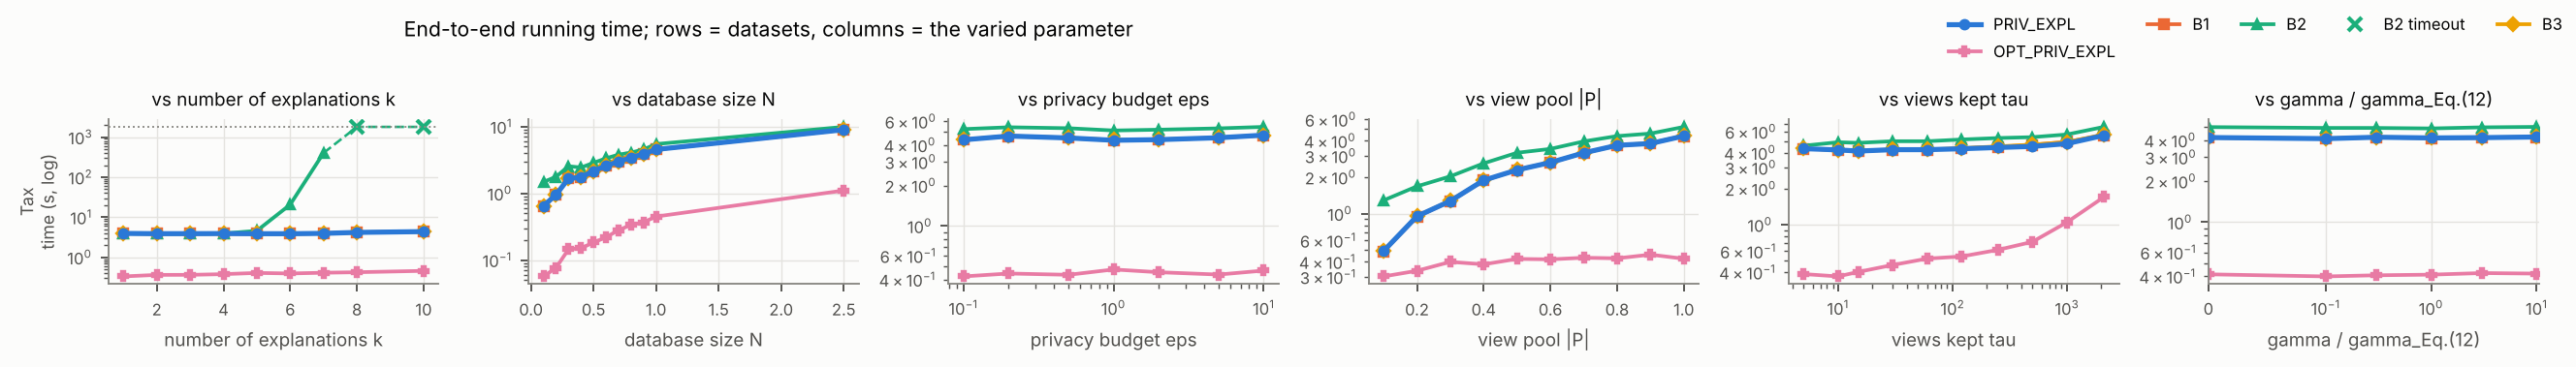 End-to-end running time; rows = datasets, columns = the varied parameter
PRIV_EXPL B1 B2 B2 timeout B3
OPT_PRIV_EXPL
vs number of explanations k
vs database size N
vs privacy budget eps
vs view pool |P|
vs views kept tau
vs gamma / gamma_Eq.(12)
Tax
time (s, log)
10³
10²
10¹
10⁰
2 4 6 8 10
number of explanations k
10¹
10⁰
10⁻¹
0.0 0.5 1.0 1.5 2.0 2.5
database size N
6 × 10⁰
4 × 10⁰
3 × 10⁰
2 × 10⁰
10⁰
6 × 10⁻¹
4 × 10⁻¹
10⁻¹ 10⁰ 10¹
privacy budget eps
6 × 10⁰
4 × 10⁰
3 × 10⁰
2 × 10⁰
10⁰
6 × 10⁻¹
4 × 10⁻¹
3 × 10⁻¹
0.2 0.4 0.6 0.8 1.0
view pool |P|
6 × 10⁰
4 × 10⁰
3 × 10⁰
2 × 10⁰
10⁰
6 × 10⁻¹
4 × 10⁻¹
10¹ 10² 10³
views kept tau
4 × 10⁰
3 × 10⁰
2 × 10⁰
10⁰
6 × 10⁻¹
4 × 10⁻¹
0 10⁻¹ 10⁰ 10¹
gamma / gamma_Eq.(12)